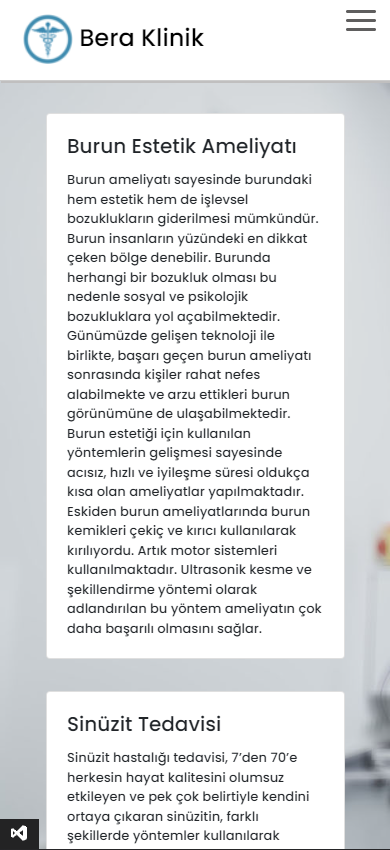 Bera Klinik
Burun Estetik Ameliyatı
Burun ameliyatı sayesinde burundaki
hem estetik hem de işlevsel
bozuklukların giderilmesi mümkündür.
Burun insanların yüzündeki en dikkat
çeken bölge denebilir. Burunda
herhangi bir bozukluk olması bu
nedenle sosyal ve psikolojik
bozukluklara yol açabilmektedir.
Günümüzde gelişen teknoloji ile
birlikte, başarı geçen burun ameliyatı
sonrasında kişiler rahat nefes
alabilmekte ve arzu ettikleri burun
görünümüne de ulaşabilmektedir.
Burun estetiği için kullanılan
yöntemlerin gelişmesi sayesinde
acısız, hızlı ve iyileşme süresi oldukça
kısa olan ameliyatlar yapılmaktadır.
Eskiden burun ameliyatlarında burun
kemikleri çekiç ve kırıcı kullanılarak
kırılıyordu. Artık motor sistemleri
kullanılmaktadır. Ultrasonik kesme ve
şekillendirme yöntemi olarak
adlandırılan bu yöntem ameliyatın çok
daha başarılı olmasını sağlar.
Sinüzit Tedavisi
Sinüzit hastalığı tedavisi, 7’den 70’e
herkesin hayat kalitesini olumsuz
etkileyen ve pek çok belirtiyle kendini
ortaya çıkaran sinüzitin, farklı
şekillerde yöntemler kullanılarak